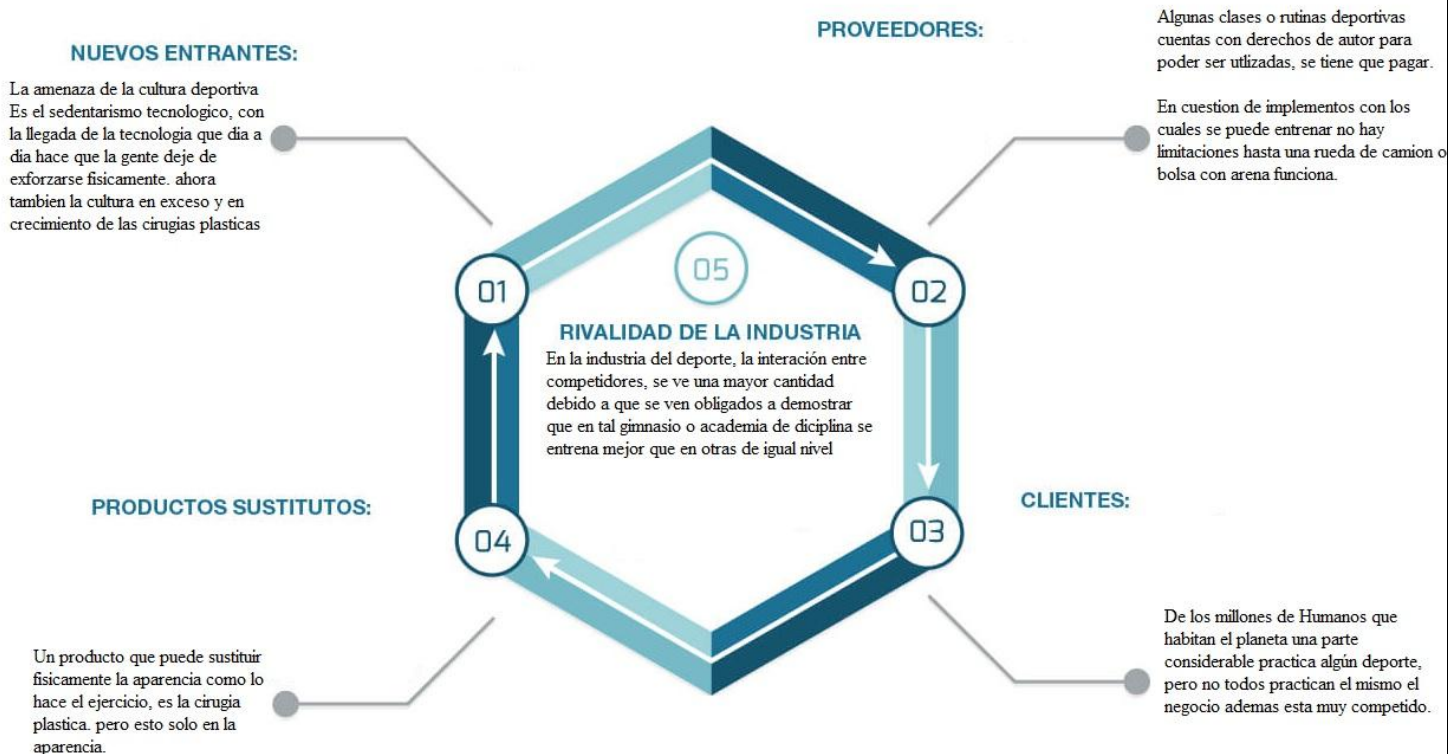 NUEVOS ENTRANTES:
La amenaza de la cultura deportiva
Es el sedentarismo tecnologico, con
la llegada de la tecnologia que dia a
dia hace que la gente deje de
exforzarse fisicamente. ahora
tambien la cultura en exceso y en
crecimiento de las cirugias plasticas
01
PROVEEDORES:
Algunas clases o rutinas deportivas
cuentas con derechos de autor para
poder ser utlizadas, se tiene que pagar.
En cuestion de implementos con los
cuales se puede entrenar no hay
limitaciones hasta una rueda de camion o
bolsa con arena funciona.
02
05
RIVALIDAD DE LA INDUSTRIA
En la industria del deporte, la interación entre
competidores, se ve una mayor cantidad
debido a que se ven obligados a demostrar
que en tal gimnasio o academia de diciplina se
entrena mejor que en otras de igual nivel
CLIENTES:
03
De los millones de Humanos que
habitan el planeta una parte
considerable practica algún deporte,
pero no todos practican el mismo el
negocio ademas esta muy competido.
PRODUCTOS SUSTITUTOS:
04
Un producto que puede sustituir
fisicamente la aparencia como lo
hace el ejercicio, es la cirugia
plastica. pero esto solo en la
aparencia.